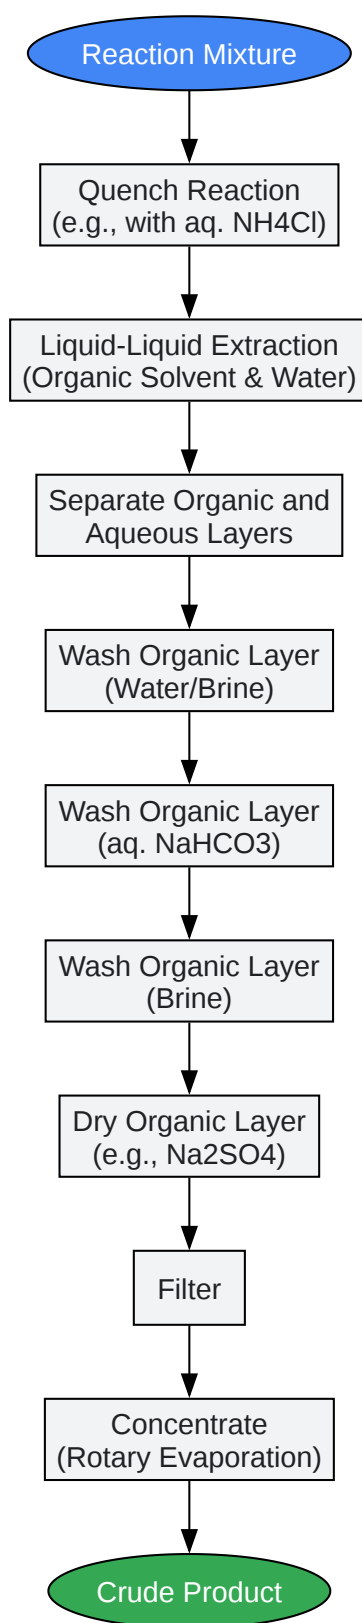 Reaction Mixture
Quench Reaction
(e.g., with aq. NH4Cl)
Liquid-Liquid Extraction
(Organic Solvent & Water)
Separate Organic and
Aqueous Layers
Wash Organic Layer
(Water/Brine)
Wash Organic Layer
(aq. NaHCO3)
Wash Organic Layer
(Brine)
Dry Organic Layer
(e.g., Na2SO4)
Filter
Concentrate
(Rotary Evaporation)
Crude Product